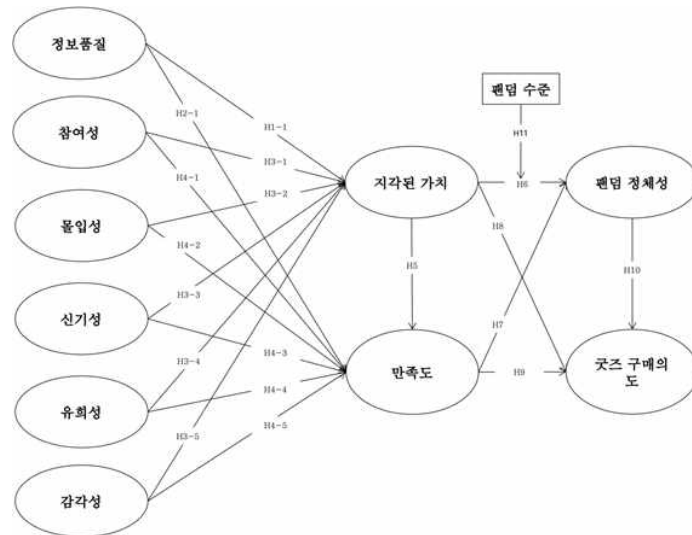 정보품질
참여성
몰입성
신기성
유희성
감각성
H1-1
H2-1
H3-1
H4-1
H3-2
H4-2
H3-3
H4-3
H3-4
H4-4
H3-5
H4-5
지각된 가치
H5
만족도
팬덤 수준
H11
H6
H8
H7
H9
팬덤 정체성
H10
굿즈 구매의
도